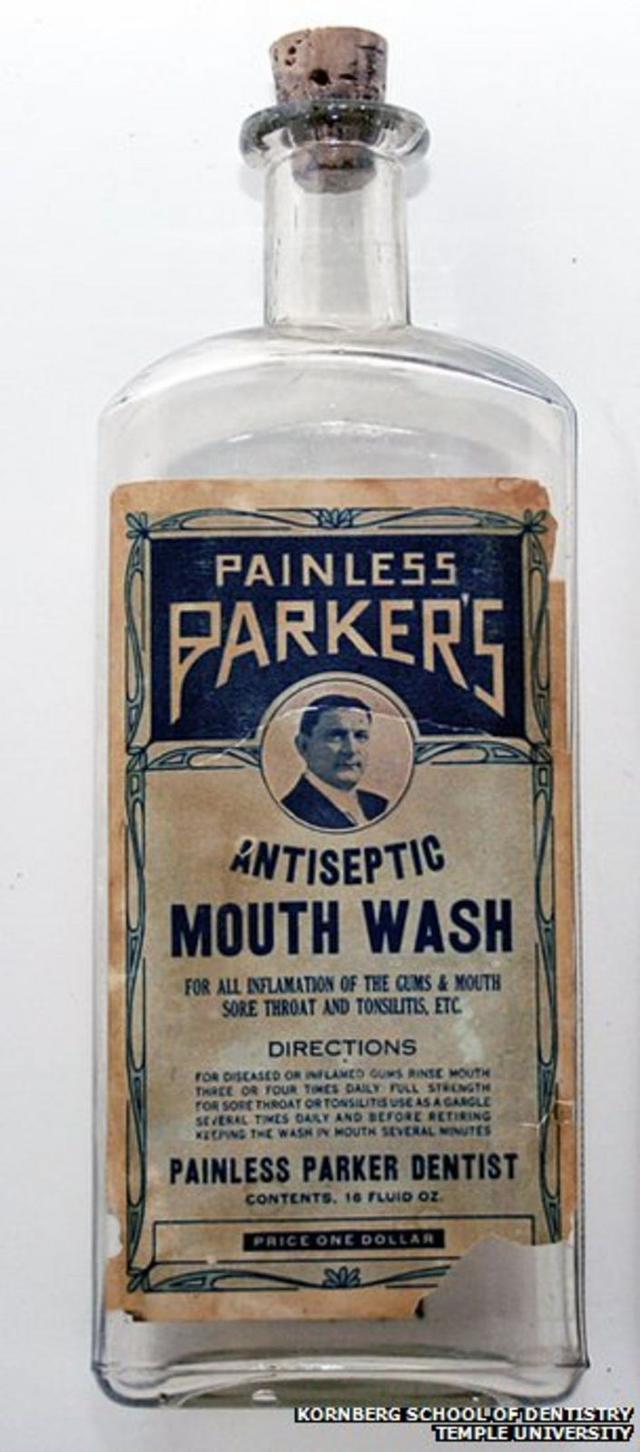 PAINLESS
PARKER'S
ANTISEPTIC
MOUTH WASH
FOR ALL INFLAMATION OF THE GUMS & MOUTH
SORE THROAT AND TONSILITIS, ETC.
DIRECTIONS
FOR DISEASED OR INFLAMED GUMS RINSE MOUTH
THREE OR FOUR TIMES DAILY FULL STRENGTH
FOR SORE THROAT OR TONSILITIS USE AS A GARGLE
SEVERAL TIMES DAILY AND BEFORE RETIRING
KEEPING THE WASH IN MOUTH SEVERAL MINUTES
PAINLESS PARKER DENTIST
CONTENTS. 16 FLUID OZ.
PRICE ONE DOLLAR
KORNBERG SCHOOL OF DENTISTRY
TEMPLE UNIVERSITY